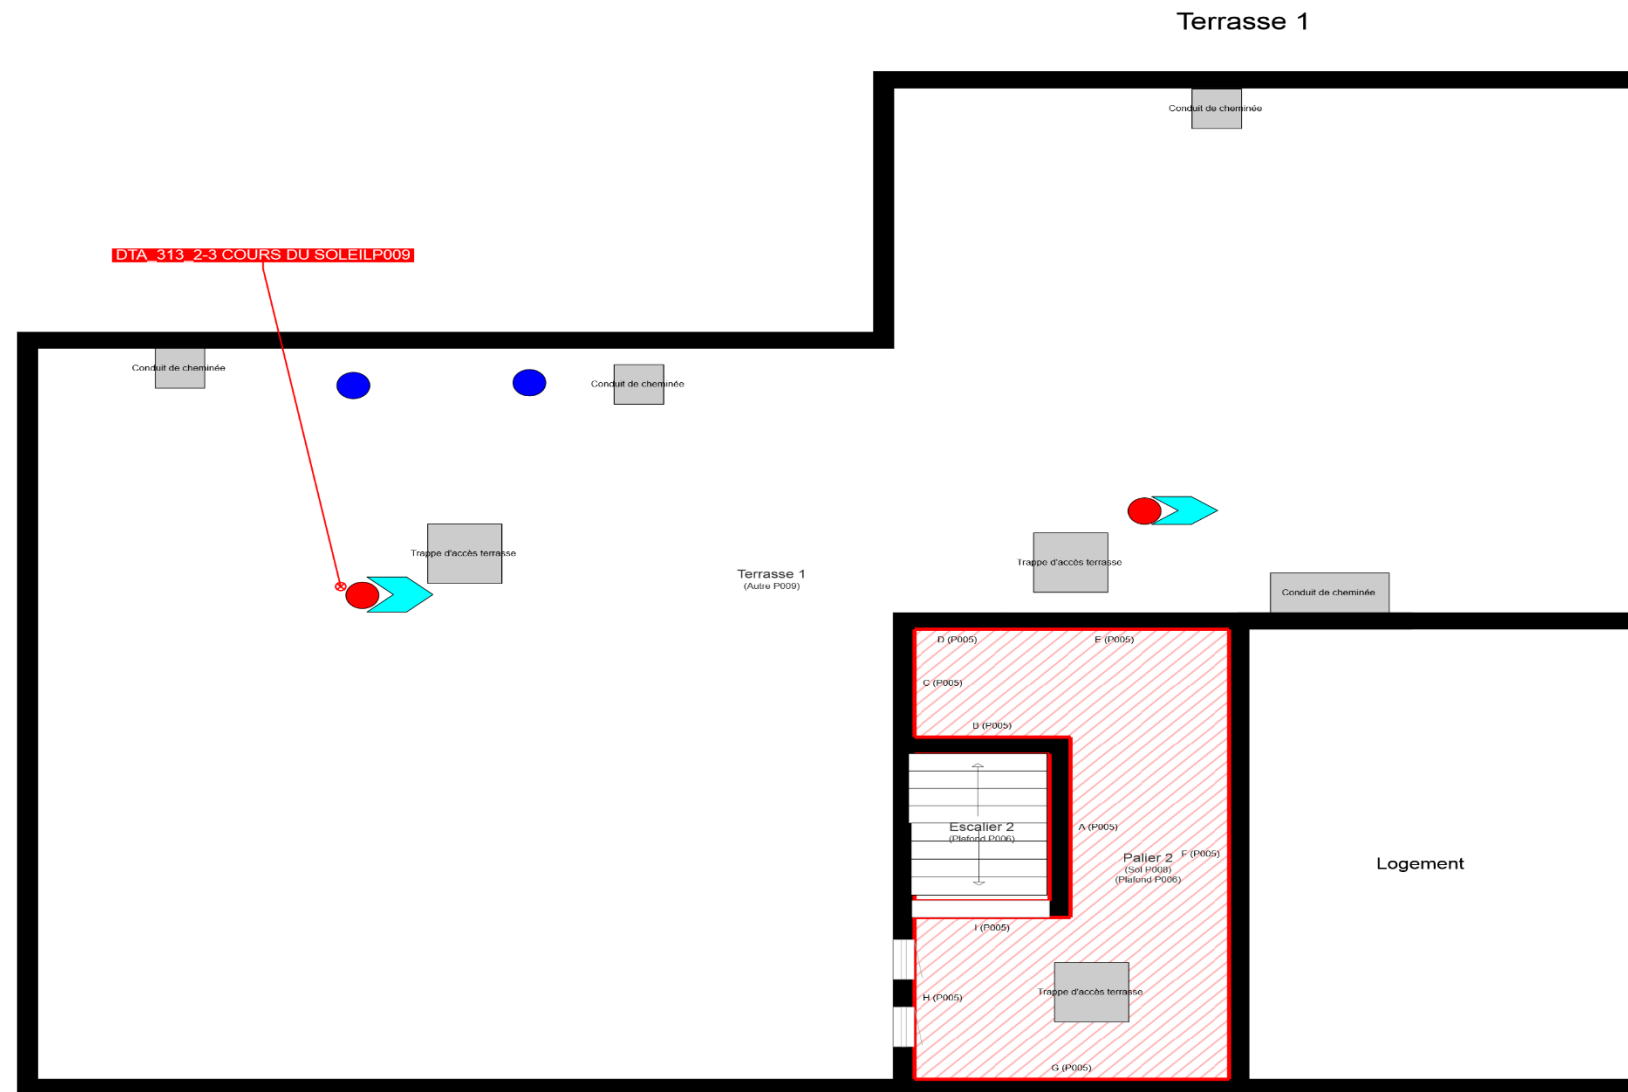 Terrasse 1
Conduit de cheminée
DTA_313_2-3 COURS DU SOLEILP009
Conduit de cheminée
Conduit de cheminée
Trappe d'accès terrasse
Trappe d'accès terrasse
Terrasse 1
(Autre P009)
Conduit de cheminée
D (P005)
E (P005)
C (P005)
B (P005)
Escalier 2
(Plafond P006)
A (P005)
F (P005)
Palier 2
(Sol P008)
(Plafond P006)
Logement
I (P005)
Trappe d'accès terrasse
H (P005)
G (P005)